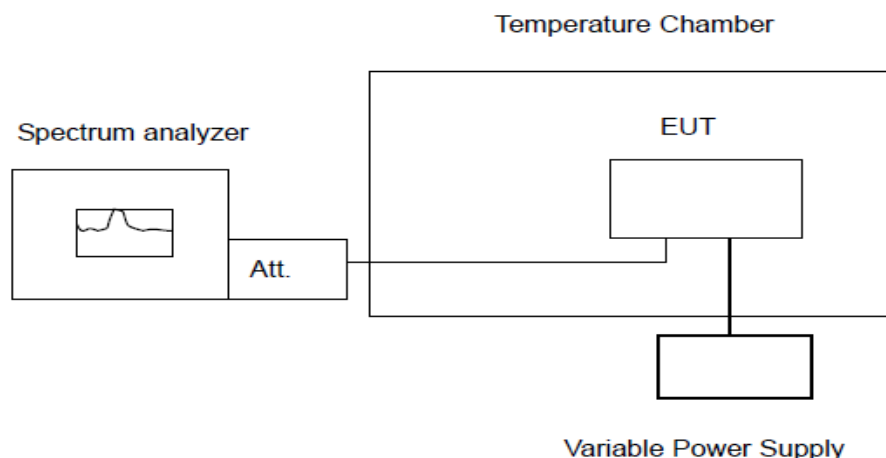 Temperature Chamber
Spectrum analyzer
EUT
Att.
Variable Power Supply